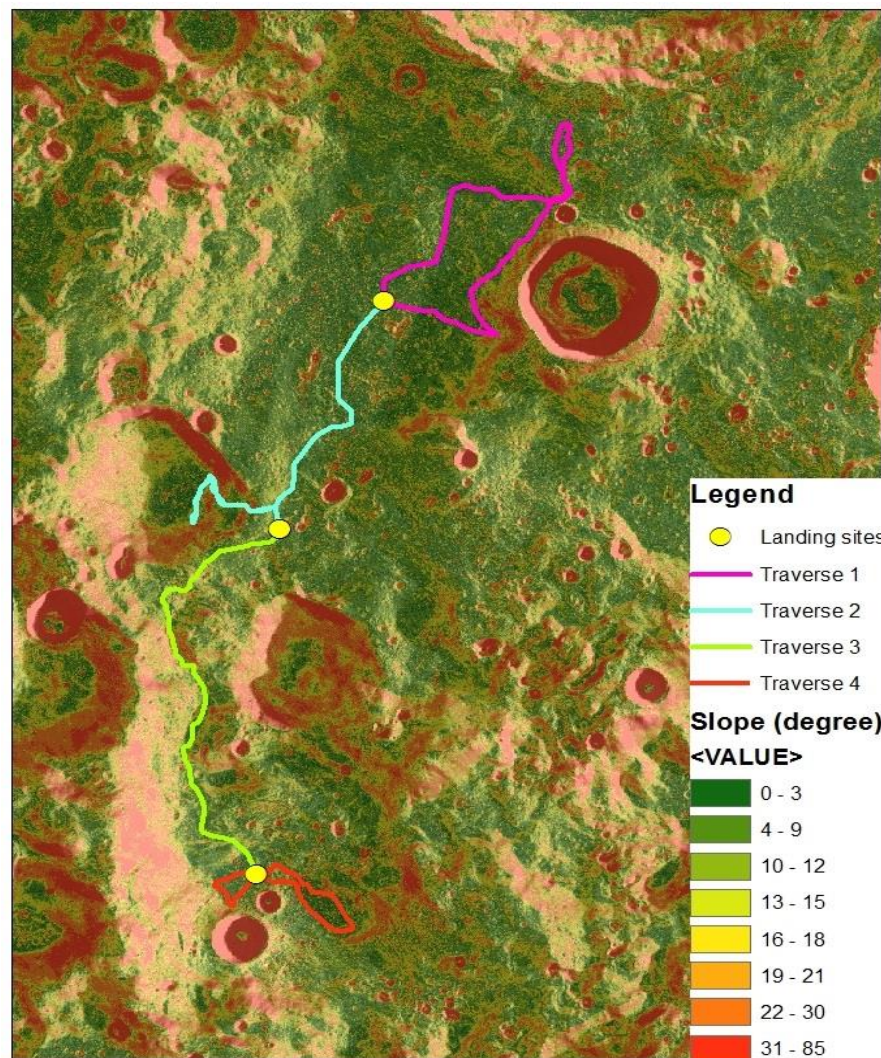 Legend
Landing sites
Traverse 1
Traverse 2
Traverse 3
Traverse 4
Slope (degree)
<VALUE>
0 - 3
4 - 9
10 - 12
13 - 15
16 - 18
19 - 21
22 - 30
31 - 85